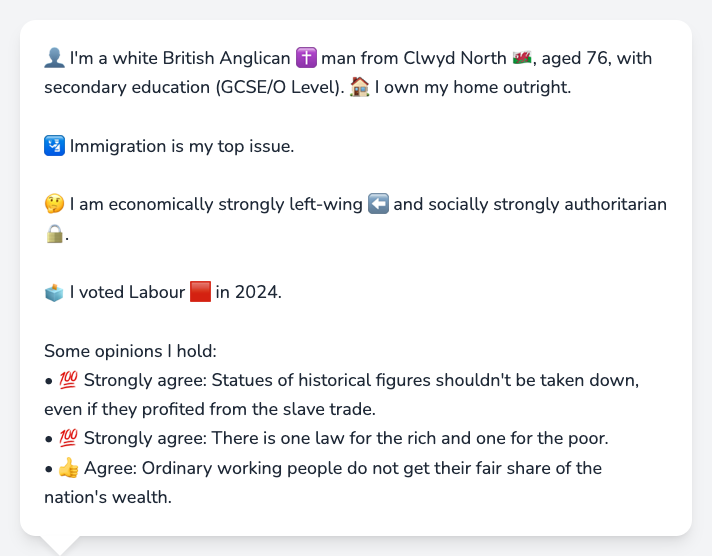 👤 I'm a white British Anglican ✝️ man from Clwyd North 🏴󠁧󠁢󠁷󠁬󠁳󠁿, aged 76, with
secondary education (GCSE/O Level). 🏠 I own my home outright.
🛂 Immigration is my top issue.
🤔 I am economically strongly left-wing ⬅️ and socially strongly authoritarian
🔒.
🗳️ I voted Labour 🟥 in 2024.
Some opinions I hold:
• 💯 Strongly agree: Statues of historical figures shouldn't be taken down,
even if they profited from the slave trade.
• 💯 Strongly agree: There is one law for the rich and one for the poor.
• 👍 Agree: Ordinary working people do not get their fair share of the
nation's wealth.